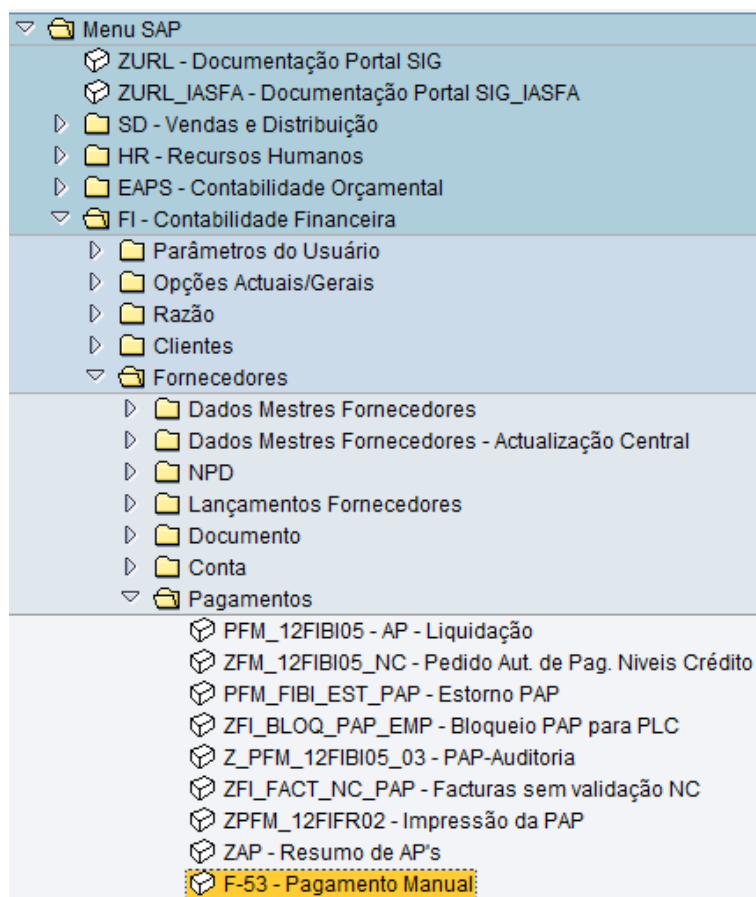 Menu SAP
ZURL - Documentação Portal SIG
ZURL_IASFA - Documentação Portal SIG_IASFA
SD - Vendas e Distribuição
HR - Recursos Humanos
EAPS - Contabilidade Orçamental
FI - Contabilidade Financeira
Parâmetros do Usuário
Opções Actuais/Gerais
Razão
Clientes
Fornecedores
Dados Mestres Fornecedores
Dados Mestres Fornecedores - Actualização Central
NPD
Lançamentos Fornecedores
Documento
Conta
Pagamentos
PFM_12FIBI05 - AP - Liquidação
ZFM_12FIBI05_NC - Pedido Aut. de Pag. Niveis Crédito
PFM_FIBI_EST_PAP - Estorno PAP
ZFI_BLOQ_PAP_EMP - Bloqueio PAP para PLC
Z_PFM_12FIBI05_03 - PAP-Auditoria
ZFI_FACT_NC_PAP - Facturas sem validação NC
ZPFM_12FIFR02 - Impressão da PAP
ZAP - Resumo de AP's
F-53 - Pagamento Manual